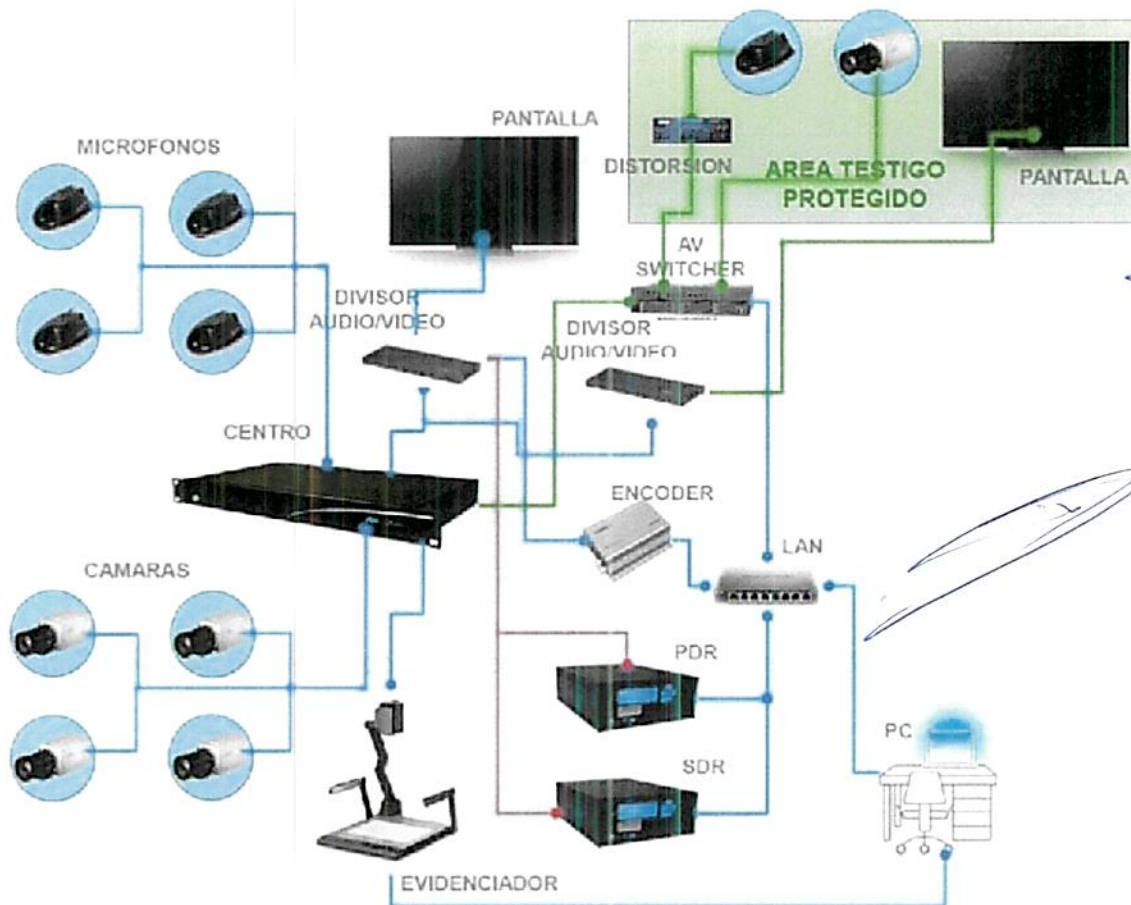 MICROFONOS
PANTALLA
DISTORSION
AREA TESTIGO
PROTEGIDO
PANTALLA
AV
SWITCHER
DIVISOR
AUDIO/VIDEO
DIVISOR
AUDIO/VIDEO
CENTRO
ENCODER
LAN
CAMARAS
PDR
PC
SDR
EVIDENCIADOR